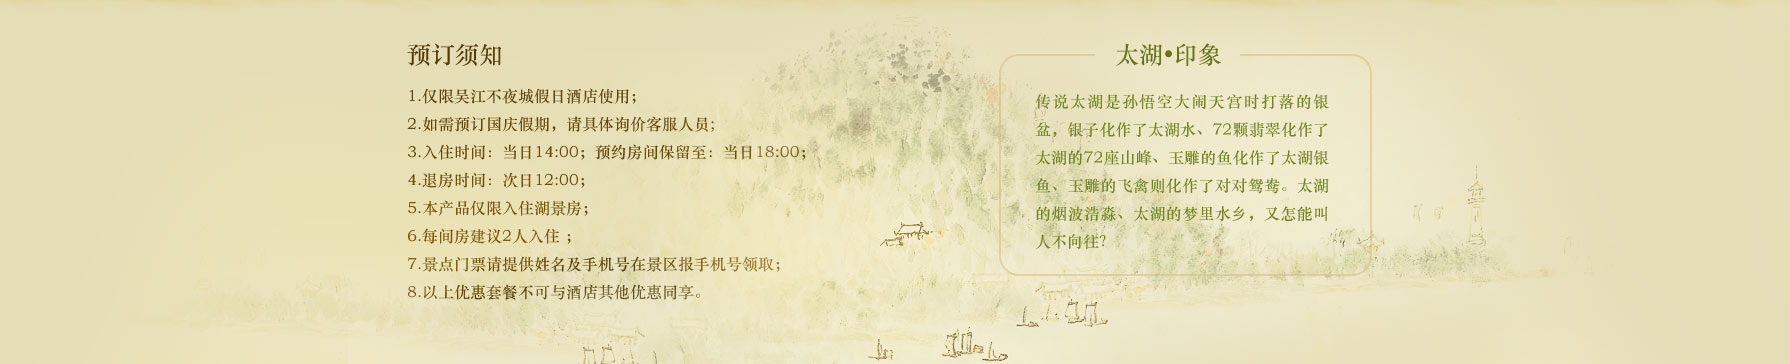 预订须知
1.仅限吴江不夜城假日酒店使用；
2.如需预订国庆假期，请具体询价客服人员;
3.入住时间：当日14:00；预约房间保留至：当日18:00；
4.退房时间：次日12:00；
5.本产品仅限入住湖景房；
6.每间房建议2人入住 ；
7.景点门票请提供姓名及手机号在景区报手机号领取；
8.以上优惠套餐不可与酒店其他优惠同享。
太湖•印象
传说太湖是孙悟空大闹天宫时打落的银
盆，银子化作了太湖水、72颗翡翠化作了
太湖的72座山峰、玉雕的鱼化作了太湖银
鱼、玉雕的飞禽则化作了对对鸳鸯。太湖
的烟波浩淼、太湖的梦里水乡，又怎能叫
人不向往？